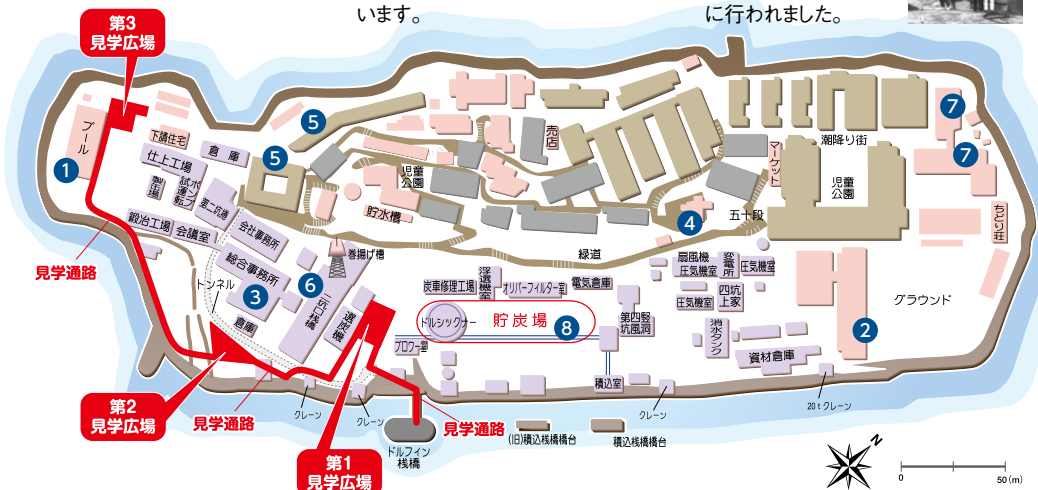 います。
に行われました。
第3
見学広場
プール
1
下請住宅
仕上工場
倉庫
製缶場
ポンプ
試運転
第二坑機
鍛冶工場
会議室
会社事務所
総合事務所
3
倉庫
トンネル
見学通路
5
5
児童
公園
貯水槽
巻揚げ櫓
6
二坑口桟橋
選炭機
売店
4
マーケット
五十段
緑道
潮降り街
児童
公園
7
7
ちどり荘
グラウンド
2
炭車修理工場
浮選
機室
オリバーフィルター室
電気倉庫
ドルシックナー
貯炭場
8
ブロワー室
第四竪
坑風洞
積込室
扇風機
圧気機室
変電所
圧気機室
圧気機室
四坑
上家
消火タンク
資材倉庫
20tクレーン
クレーン
クレーン
クレーン
第2
見学広場
見学通路
第1
見学広場
見学通路
ドルフィン
桟橋
(旧)積込桟橋橋台
積込桟橋橋台
N
0
50(m)